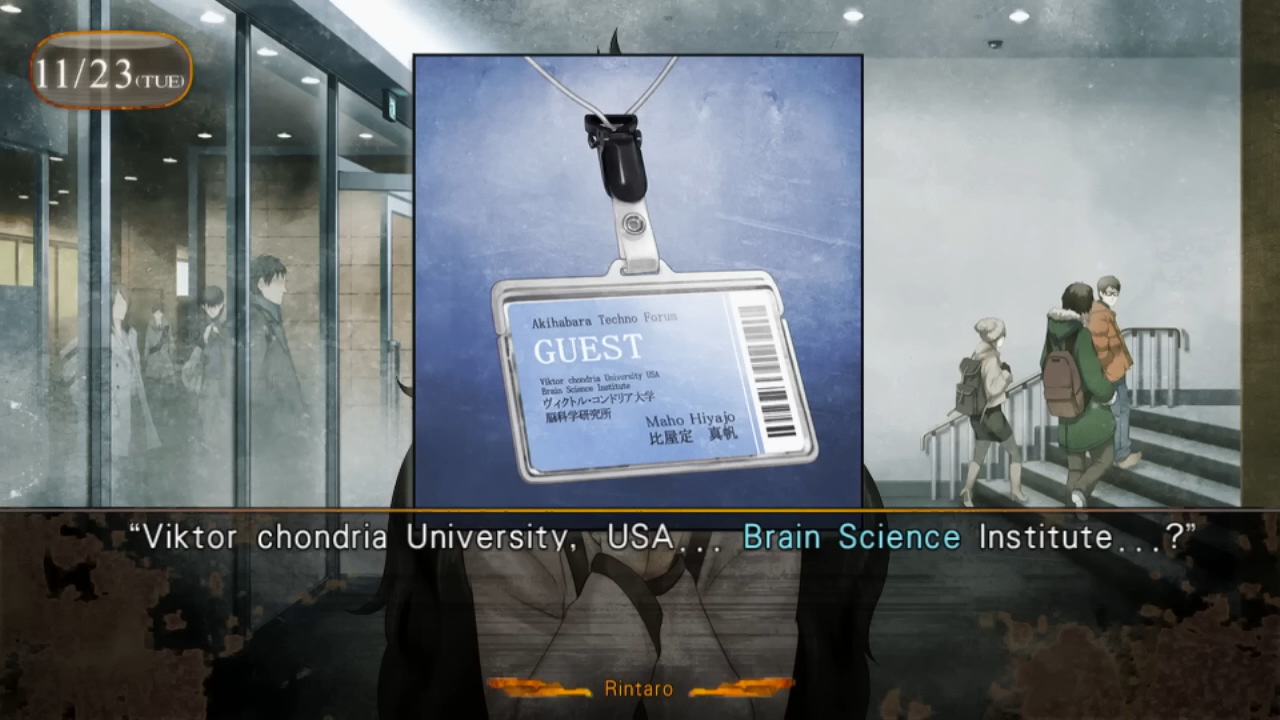 11/23(TUE)
Akihabara Techno Forum
GUEST
Viktor chondria University USA
Brain Science Institute
ヴィクトル・コンドリア大学
脳科学研究所
Maho Hiyajo
比屋定 真帆
“Viktor chondria University, USA... Brain Science Institute...?”
Rintaro